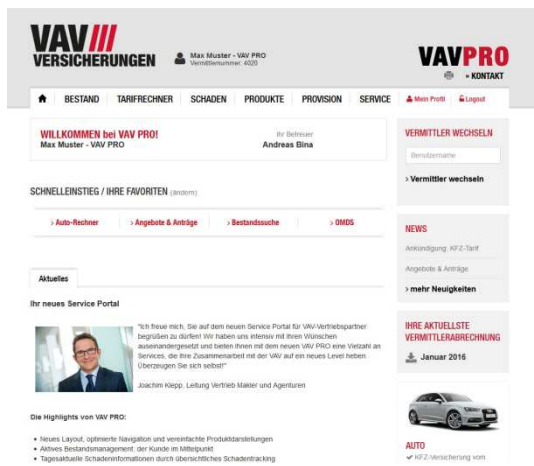 VAV
VERSICHERUNGEN
Max Muster - VAV PRO
Vermittlernummer: 4020
VAVPRO
» KONTAKT
BESTAND TARIFRECHNER SCHADEN PRODUKTE PROVISION SERVICE Mein Profil Logout
WILLKOMMEN bei VAV PRO!
Max Muster - VAV PRO
Ihr Betreuer
Andreas Bina
VERMITTLER WECHSELN
Benutzername
› Vermittler wechseln
SCHNELLEINSTIEG / IHRE FAVORITEN (ändern)
› Auto-Rechner › Angebote & Anträge › Bestandssuche › OMDS
NEWS
Ankündigung: KFZ-Tarif
Angebote & Anträge
› mehr Neuigkeiten
Aktuelles
Ihr neues Service Portal
"Ich freue mich, Sie auf dem neuen Service Portal für VAV-Vertriebspartner
begrüßen zu dürfen! Wir haben uns intensiv mit Ihren Wünschen
auseinandergesetzt und bieten Ihnen mit dem neuen VAV PRO eine Vielzahl an
Services, die Ihre Zusammenarbeit mit der VAV auf ein neues Level heben.
Überzeugen Sie sich selbst!"
Joachim Klepp, Leitung Vertrieb Makler und Agenturen
IHRE AKTUELLSTE
VERMITTLERABRECHNUNG
Januar 2016
Die Highlights von VAV PRO:
• Neues Layout, optimierte Navigation und vereinfachte Produktdarstellungen
• Aktives Bestandsmanagement: der Kunde im Mittelpunkt
• Tagesaktuelle Schadeninformationen durch übersichtliches Schadentracking
AUTO
✓ KFZ-Versicherung vom